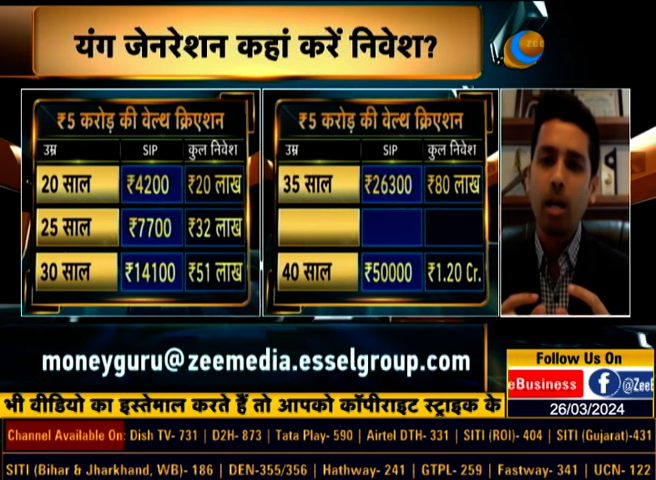 यंग जेनरेशन कहां करें निवेश?
ZEE
₹5 करोड़ की वेल्थ क्रिएशन
उम्र SIP कुल निवेश
20 साल ₹4200 ₹20 लाख
25 साल ₹7700 ₹32 लाख
30 साल ₹14100 ₹51 लाख
₹5 करोड़ की वेल्थ क्रिएशन
उम्र SIP कुल निवेश
35 साल ₹26300 ₹80 लाख
40 साल ₹50000 ₹1.20 Cr.
moneyguru@zeemedia.esselgroup.com
Follow Us On
eBusiness f @ZeeB
26/03/2024
भी वीडियो का इस्तेमाल करते हैं तो आपको कॉपीराइट स्ट्राइक के
Channel Available On: Dish TV- 731 | D2H- 873 | Tata Play- 590 | Airtel DTH- 331 | SITI (ROI)- 404 | SITI (Gujarat)-431
SITI (Bihar & Jharkhand, WB)- 186 | DEN-355/356 | Hathway- 241 | GTPL- 259 | Fastway- 341 | UCN- 122